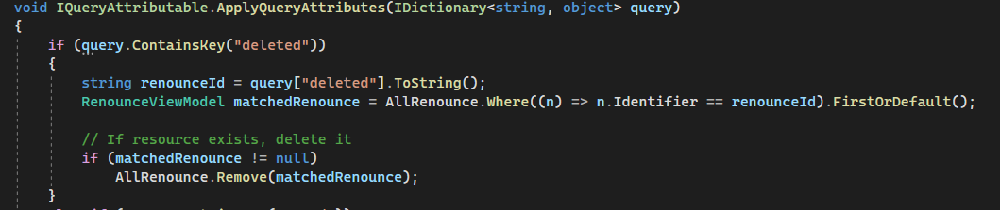 void IQueryAttributable.ApplyQueryAttributes(IDictionary<string, object> query)
{
if (query.ContainsKey("deleted"))
{
string renounceId = query["deleted"].ToString();
RenounceViewModel matchedRenounce = AllRenounce.Where((n) => n.Identifier == renounceId).FirstOrDefault();
// If resource exists, delete it
if (matchedRenounce != null)
AllRenounce.Remove(matchedRenounce);
}